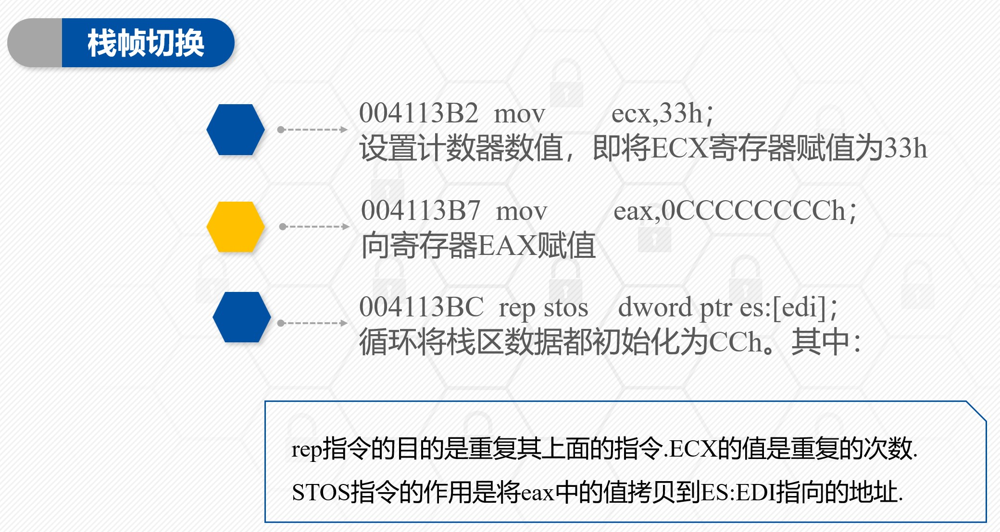 栈帧切换
004113B2 mov ecx,33h；
设置计数器数值，即将ECX寄存器赋值为33h
004113B7 mov eax,0CCCCCCCCh；
向寄存器EAX赋值
004113BC rep stos dword ptr es:[edi]；
循环将栈区数据都初始化为CCh。其中：
rep指令的目的是重复其上面的指令.ECX的值是重复的次数.
STOS指令的作用是将eax中的值拷贝到ES:EDI指向的地址.